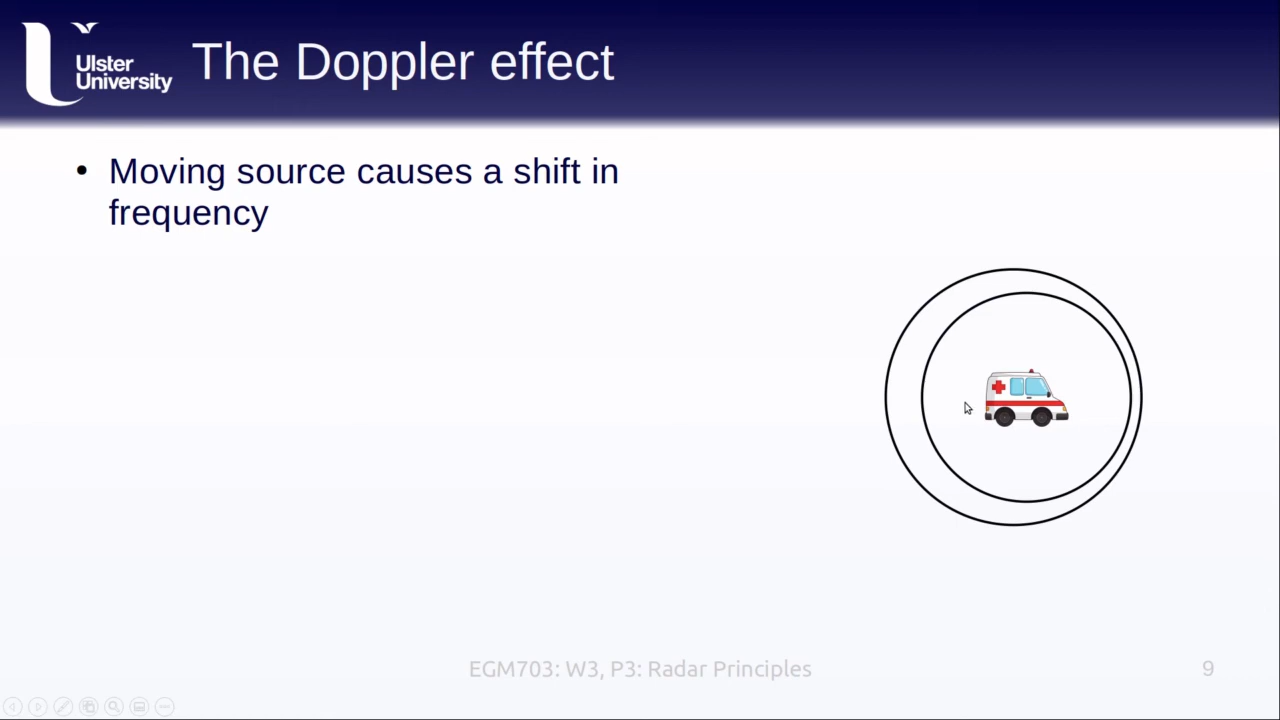 Ulster
University
The Doppler effect
• Moving source causes a shift in
frequency
EGM703: W3, P3: Radar Principles
9